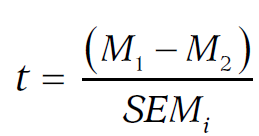 t = (M₁ − M₂) / SEMᵢ